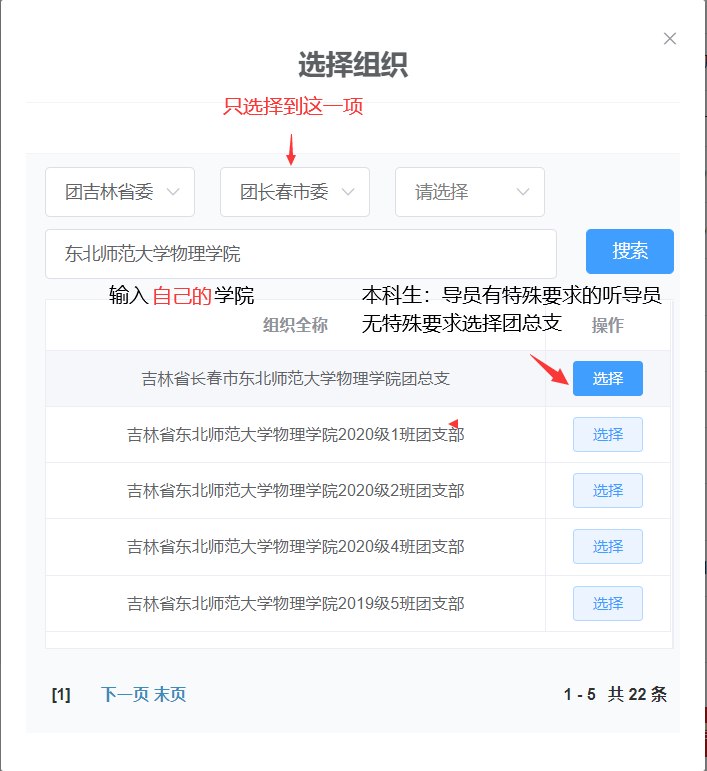 选择组织
只选择到这一项
团吉林省委
团长春市委
请选择
东北师范大学物理学院
搜索
输入自己的学院
本科生：导员有特殊要求的听导员
无特殊要求选择团总支
组织全称
操作
吉林省长春市东北师范大学物理学院团总支
选择
吉林省东北师范大学物理学院2020级1班团支部
选择
吉林省东北师范大学物理学院2020级2班团支部
选择
吉林省东北师范大学物理学院2020级4班团支部
选择
吉林省东北师范大学物理学院2019级5班团支部
选择
[1] 下一页 末页
1 - 5 共 22 条